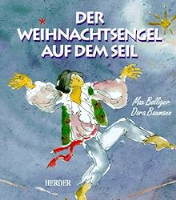 DER
WEIHNACHTSENGEL
AUF DEM SEIL
Max Bolliger
Dora Baumann
HERDER